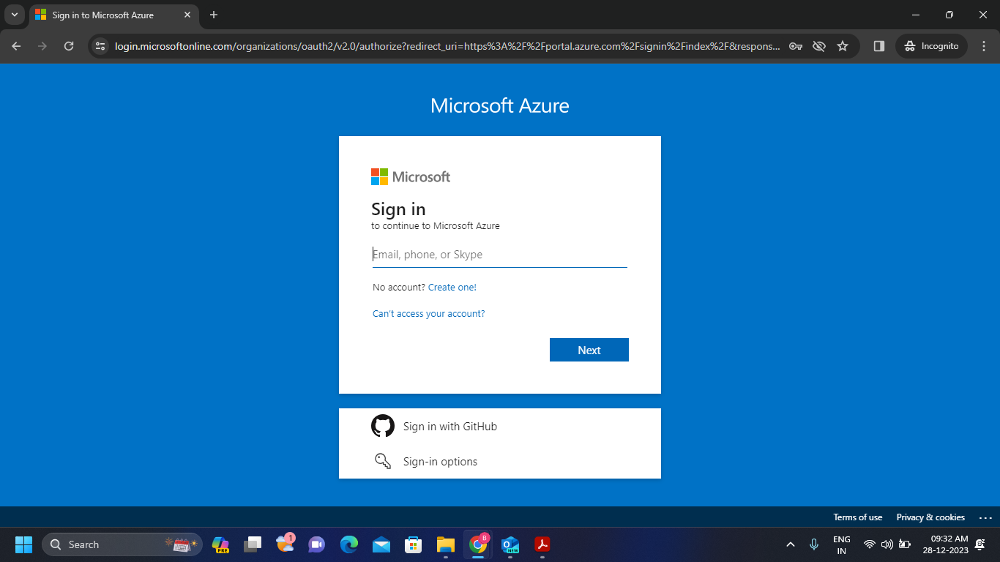 Sign in to Microsoft Azure
login.microsoftonline.com/organizations/oauth2/v2.0/authorize?redirect_uri=https%3A%2F%2Fportal.azure.com%2Fsignin%2Findex%2F&respons...
Incognito
Microsoft Azure
Microsoft
Sign in
to continue to Microsoft Azure
Email, phone, or Skype
No account? Create one!
Can't access your account?
Next
Sign in with GitHub
Sign-in options
Terms of use Privacy & cookies ...
Search
PRE
1
B
NEW
ENG
IN
09:32 AM
28-12-2023